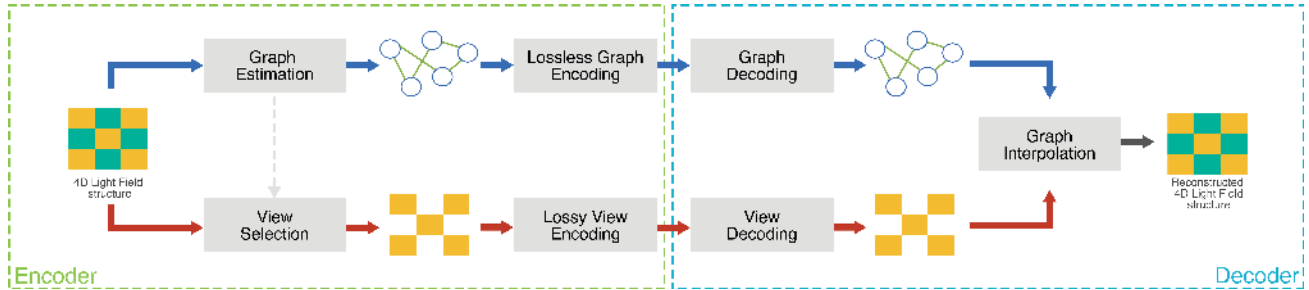 Graph
Estimation
Lossless Graph
Encoding
Graph
Decoding
4D Light Field
structure
Graph
Interpolation
Reconstructed
4D Light Field
structure
View
Selection
Lossy View
Encoding
View
Decoding
Encoder
Decoder